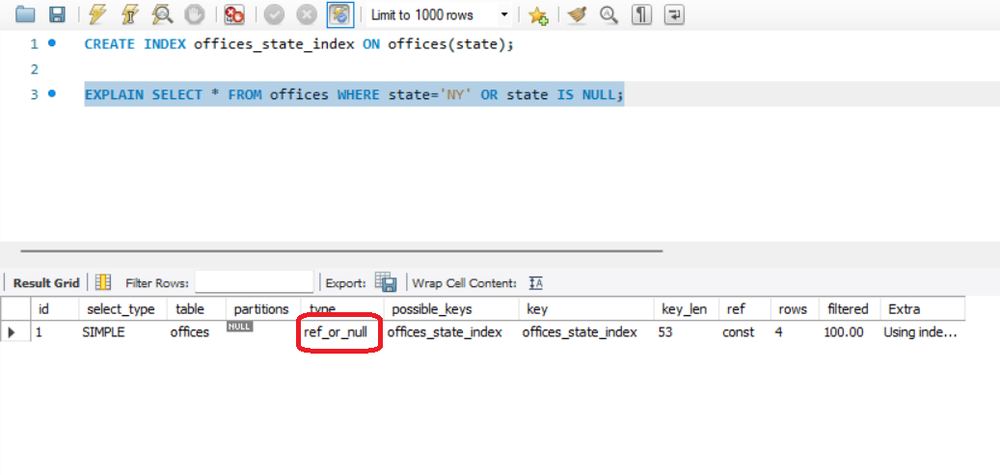 Limit to 1000 rows
1 CREATE INDEX offices_state_index ON offices(state);
2
3 EXPLAIN SELECT * FROM offices WHERE state='NY' OR state IS NULL;
Result Grid Filter Rows: Export: Wrap Cell Content: IA
id select_type table partitions type possible_keys key key_len ref rows filtered Extra
1 SIMPLE offices NULL ref_or_null offices_state_index offices_state_index 53 const 4 100.00 Using inde...